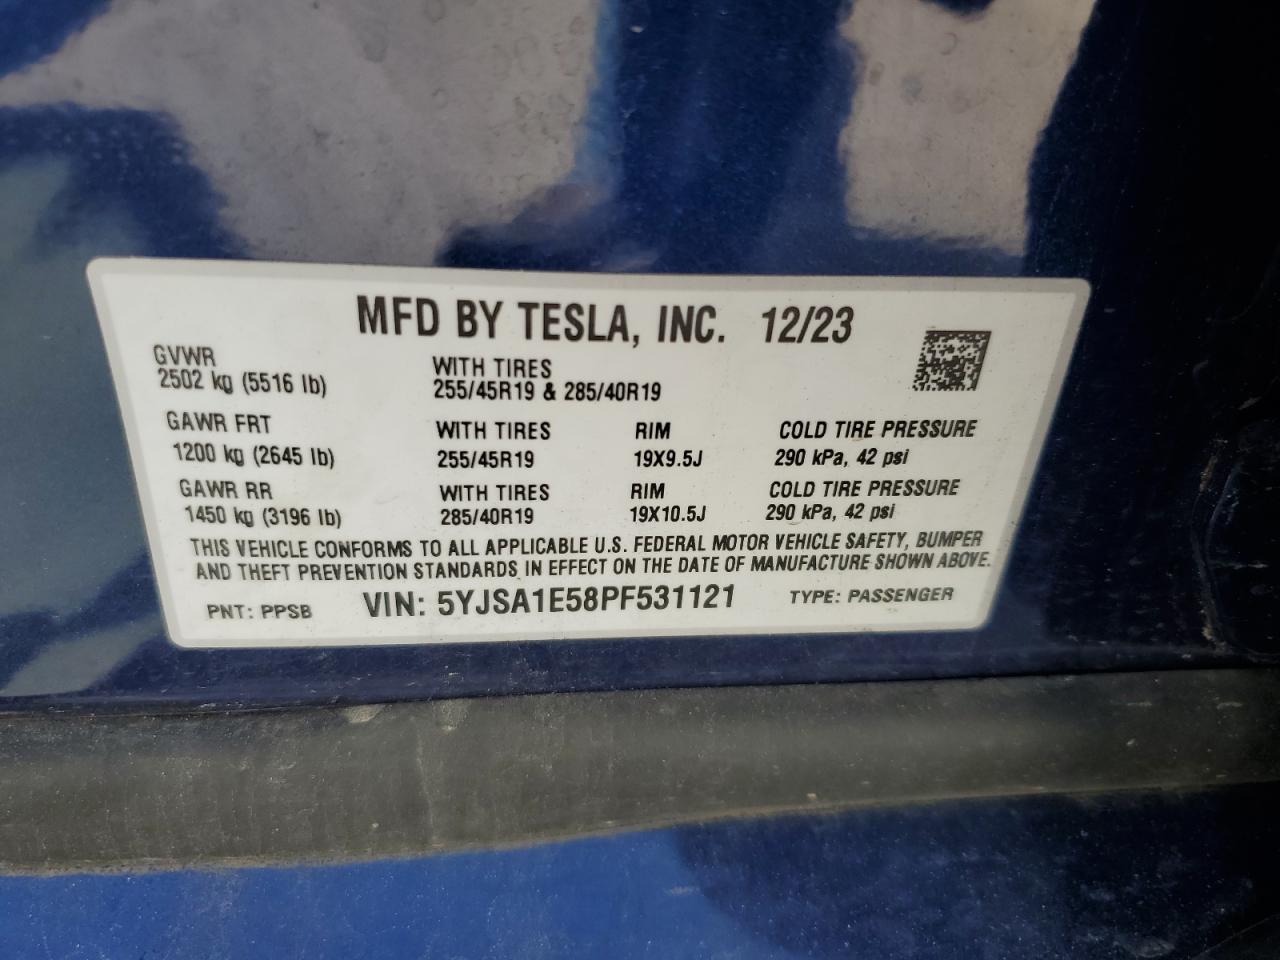 MFD BY TESLA, INC. 12/23
GVWR
2502 kg (5516 lb)
WITH TIRES
255/45R19 & 285/40R19
GAWR FRT WITH TIRES RIM COLD TIRE PRESSURE
1200 kg (2645 lb) 255/45R19 19X9.5J 290 kPa, 42 psi
GAWR RR WITH TIRES RIM COLD TIRE PRESSURE
1450 kg (3196 lb) 285/40R19 19X10.5J 290 kPa, 42 psi
THIS VEHICLE CONFORMS TO ALL APPLICABLE U.S. FEDERAL MOTOR VEHICLE SAFETY, BUMPER
AND THEFT PREVENTION STANDARDS IN EFFECT ON THE DATE OF MANUFACTURE SHOWN ABOVE.
PNT: PPSB VIN: 5YJSA1E58PF531121 TYPE: PASSENGER